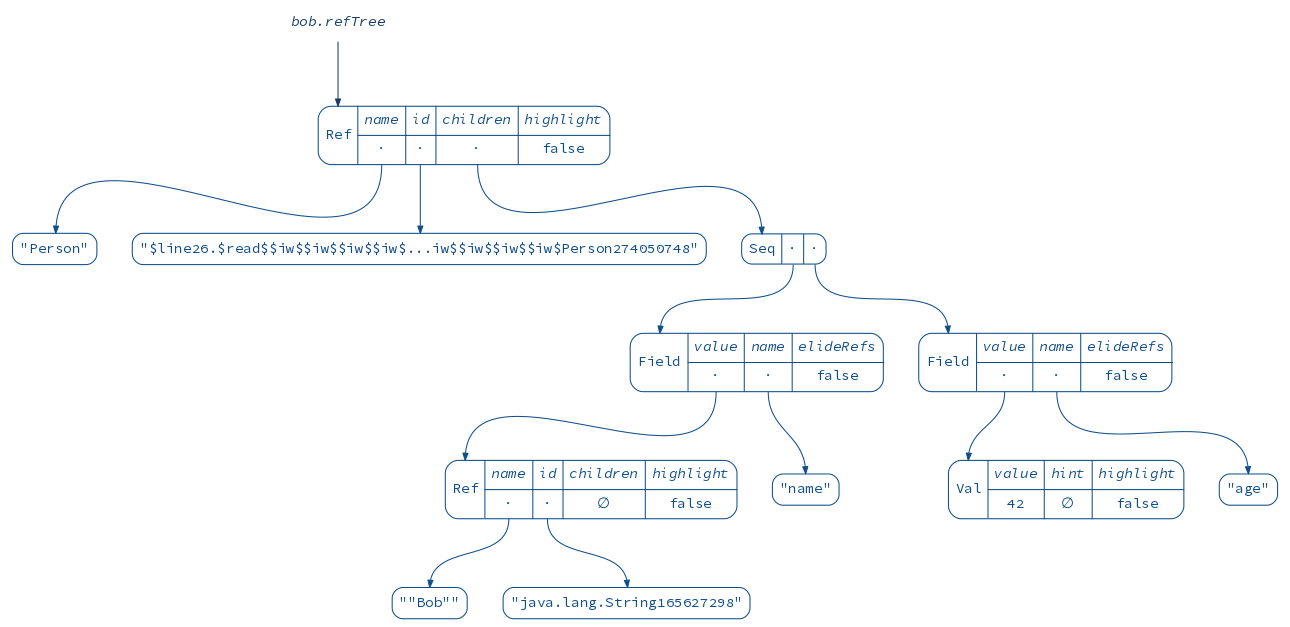 bob.refTree
Ref name id children highlight
· · · false
"Person"
"$line26.$read$$iw$$iw$$iw$$iw$...iw$$iw$$iw$$iw$Person274050748"
Seq · ·
Field value name elideRefs
· · false
Field value name elideRefs
· · false
Ref name id children highlight
· · ∅ false
"name"
Val value hint highlight
42 ∅ false
"age"
""Bob""
"java.lang.String165627298"